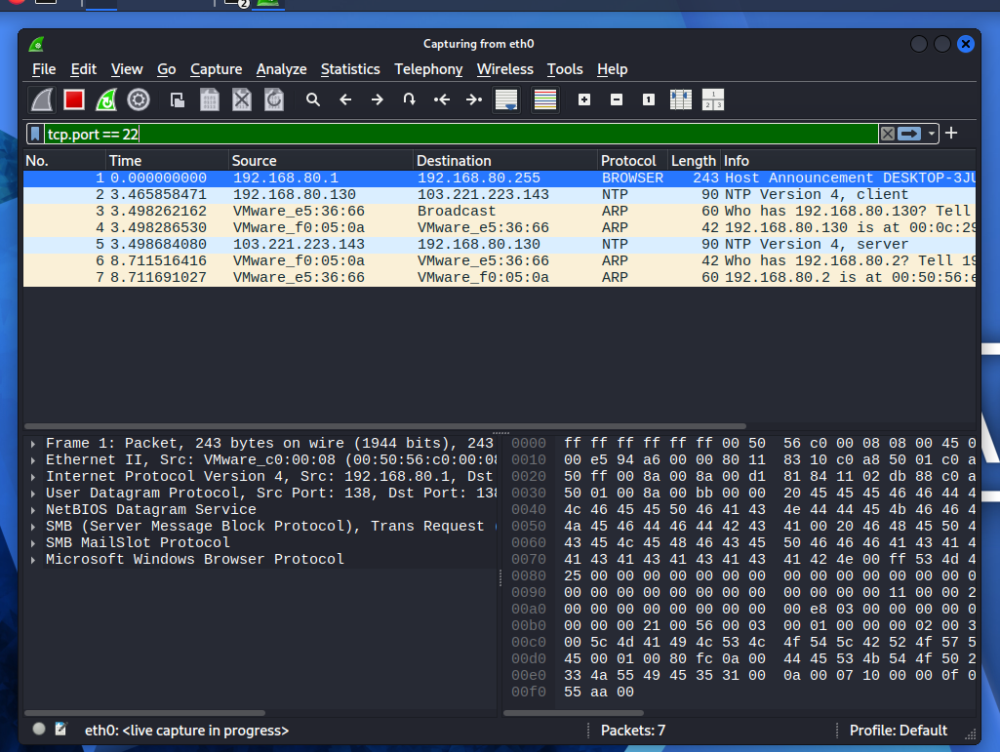 2
Capturing from eth0
File Edit View Go Capture Analyze Statistics Telephony Wireless Tools Help
1
1
2 3
tcp.port == 22
No. Time Source Destination Protocol Length Info
1 0.000000000 192.168.80.1 192.168.80.255 BROWSER 243 Host Announcement DESKTOP-3JU
2 3.465858471 192.168.80.130 103.221.223.143 NTP 90 NTP Version 4, client
3 3.498262162 VMware_e5:36:66 Broadcast ARP 60 Who has 192.168.80.130? Tell
4 3.498286530 VMware_f0:05:0a VMware_e5:36:66 ARP 42 192.168.80.130 is at 00:0c:29
5 3.498684080 103.221.223.143 192.168.80.130 NTP 90 NTP Version 4, server
6 8.711516416 VMware_f0:05:0a VMware_e5:36:66 ARP 42 Who has 192.168.80.2? Tell 19
7 8.711691027 VMware_e5:36:66 VMware_f0:05:0a ARP 60 192.168.80.2 is at 00:50:56:e
Frame 1: Packet, 243 bytes on wire (1944 bits), 243
Ethernet II, Src: VMware_c0:00:08 (00:50:56:c0:00:08
Internet Protocol Version 4, Src: 192.168.80.1, Dst
User Datagram Protocol, Src Port: 138, Dst Port: 138
NetBIOS Datagram Service
SMB (Server Message Block Protocol), Trans Request (
SMB MailSlot Protocol
Microsoft Windows Browser Protocol
0000 ff ff ff ff ff ff 00 50 56 c0 00 08 08 00 45 0
0010 00 e5 94 a6 00 00 80 11 83 10 c0 a8 50 01 c0 a
0020 50 ff 00 8a 00 8a 00 d1 81 84 11 02 db 88 c0 a
0030 50 01 00 8a 00 bb 00 00 20 45 45 45 46 46 44 4
0040 4c 46 45 45 50 46 41 43 4e 44 44 45 4b 46 46 4
0050 4a 45 46 44 46 44 42 43 41 00 20 46 48 45 50 4
0060 43 45 4c 45 48 46 43 45 50 46 46 46 41 43 41 4
0070 41 43 41 43 41 43 41 43 41 42 4e 00 ff 53 4d 4
0080 25 00 00 00 00 00 00 00 00 00 00 00 00 00 00 0
0090 00 00 00 00 00 00 00 00 00 00 00 00 11 00 00 2
00a0 00 00 00 00 00 00 00 00 00 e8 03 00 00 00 00 0
00b0 00 00 00 21 00 56 00 03 00 01 00 00 00 02 00 3
00c0 00 5c 4d 41 49 4c 53 4c 4f 54 5c 42 52 4f 57 5
00d0 45 00 01 00 80 fc 0a 00 44 45 53 4b 54 4f 50 2
00e0 33 4a 55 49 45 35 31 00 0a 00 07 10 00 00 0f 0
00f0 55 aa 00
eth0: <live capture in progress> Packets: 7 Profile: Default